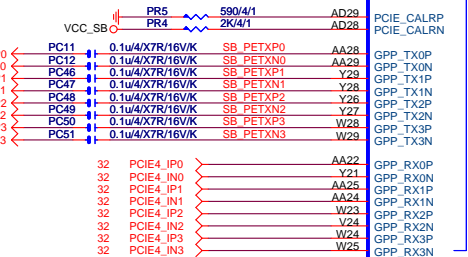 PR5 590/4/1 AD29 PCIE_CALRP
VCC_SB PR4 2K/4/1 AD28 PCIE_CALRN
0 PC11 0.1u/4/X7R/16V/K SB_PETXP0 AA28 GPP_TX0P
0 PC12 0.1u/4/X7R/16V/K SB_PETXN0 AA29 GPP_TX0N
1 PC46 0.1u/4/X7R/16V/K SB_PETXP1 Y29 GPP_TX1P
1 PC47 0.1u/4/X7R/16V/K SB_PETXN1 Y28 GPP_TX1N
2 PC48 0.1u/4/X7R/16V/K SB_PETXP2 Y26 GPP_TX2P
2 PC49 0.1u/4/X7R/16V/K SB_PETXN2 Y27 GPP_TX2N
3 PC50 0.1u/4/X7R/16V/K SB_PETXP3 W28 GPP_TX3P
3 PC51 0.1u/4/X7R/16V/K SB_PETXN3 W29 GPP_TX3N
32 PCIE4_IP0 AA22 GPP_RX0P
32 PCIE4_IN0 Y21 GPP_RX0N
32 PCIE4_IP1 AA25 GPP_RX1P
32 PCIE4_IN1 AA24 GPP_RX1N
32 PCIE4_IP2 W23 GPP_RX2P
32 PCIE4_IN2 V24 GPP_RX2N
32 PCIE4_IP3 W24 GPP_RX3P
32 PCIE4_IN3 W25 GPP_RX3N